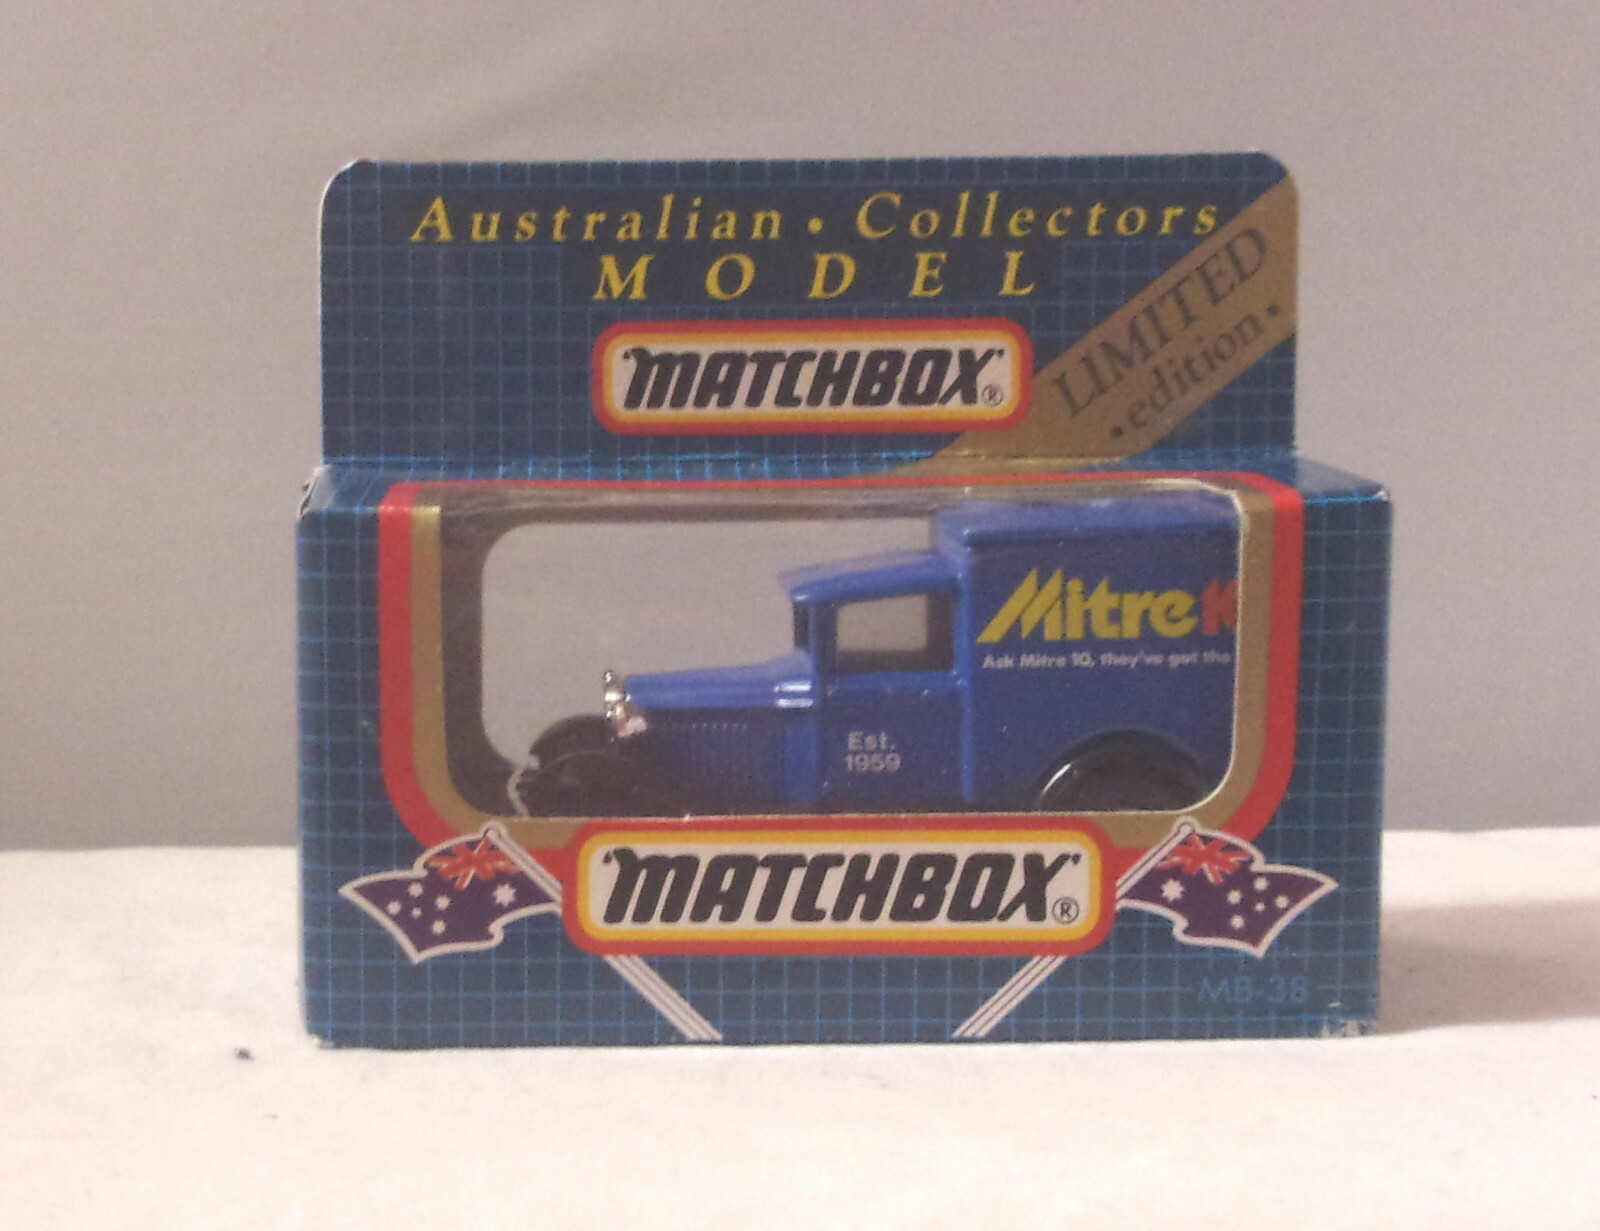 Australian • Collectors
MODEL
LIMITED
•edition•
"MATCHBOX"®
Mitre 10
Ask Mitre 10, they've got the
Est.
1959
"MATCHBOX"®
MB-38